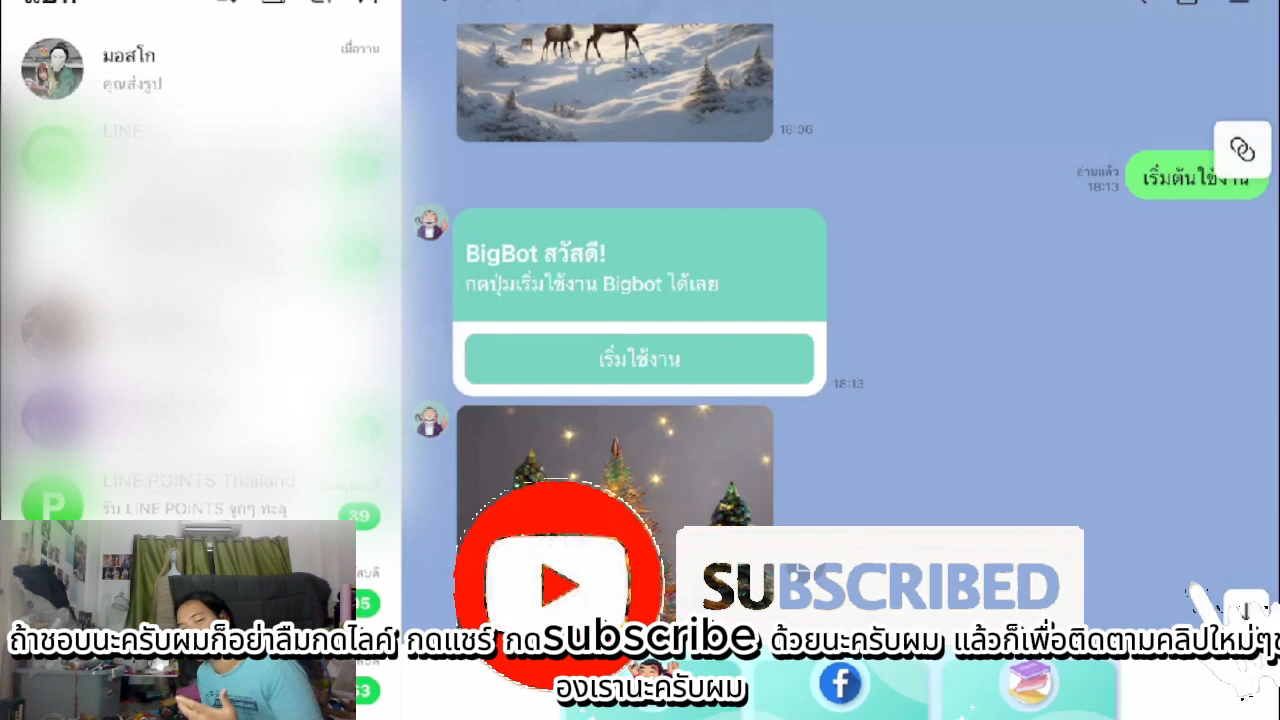 มอสโก
เมื่อวาน
คุณส่งรูป
LINE
18:06
อ่านแล้ว
18:13
เริ่มต้นใช้งาน
BigBot สวัสดี!
กดปุ่มเริ่มใช้งาน Bigbot ได้เลย
เริ่มใช้งาน
18:13
LINE POINTS Thailand
รับ LINE POINTS จุกๆ ทะลุ
39
SUBSCRIBED
ถ้าชอบนะครับผมก็อย่าลืมกดไลค์ กดแชร์ กดsubscribe ด้วยนะครับผม แล้วก็เพื่อติดตามคลิปใหม่ๆ
องเรานะครับผม